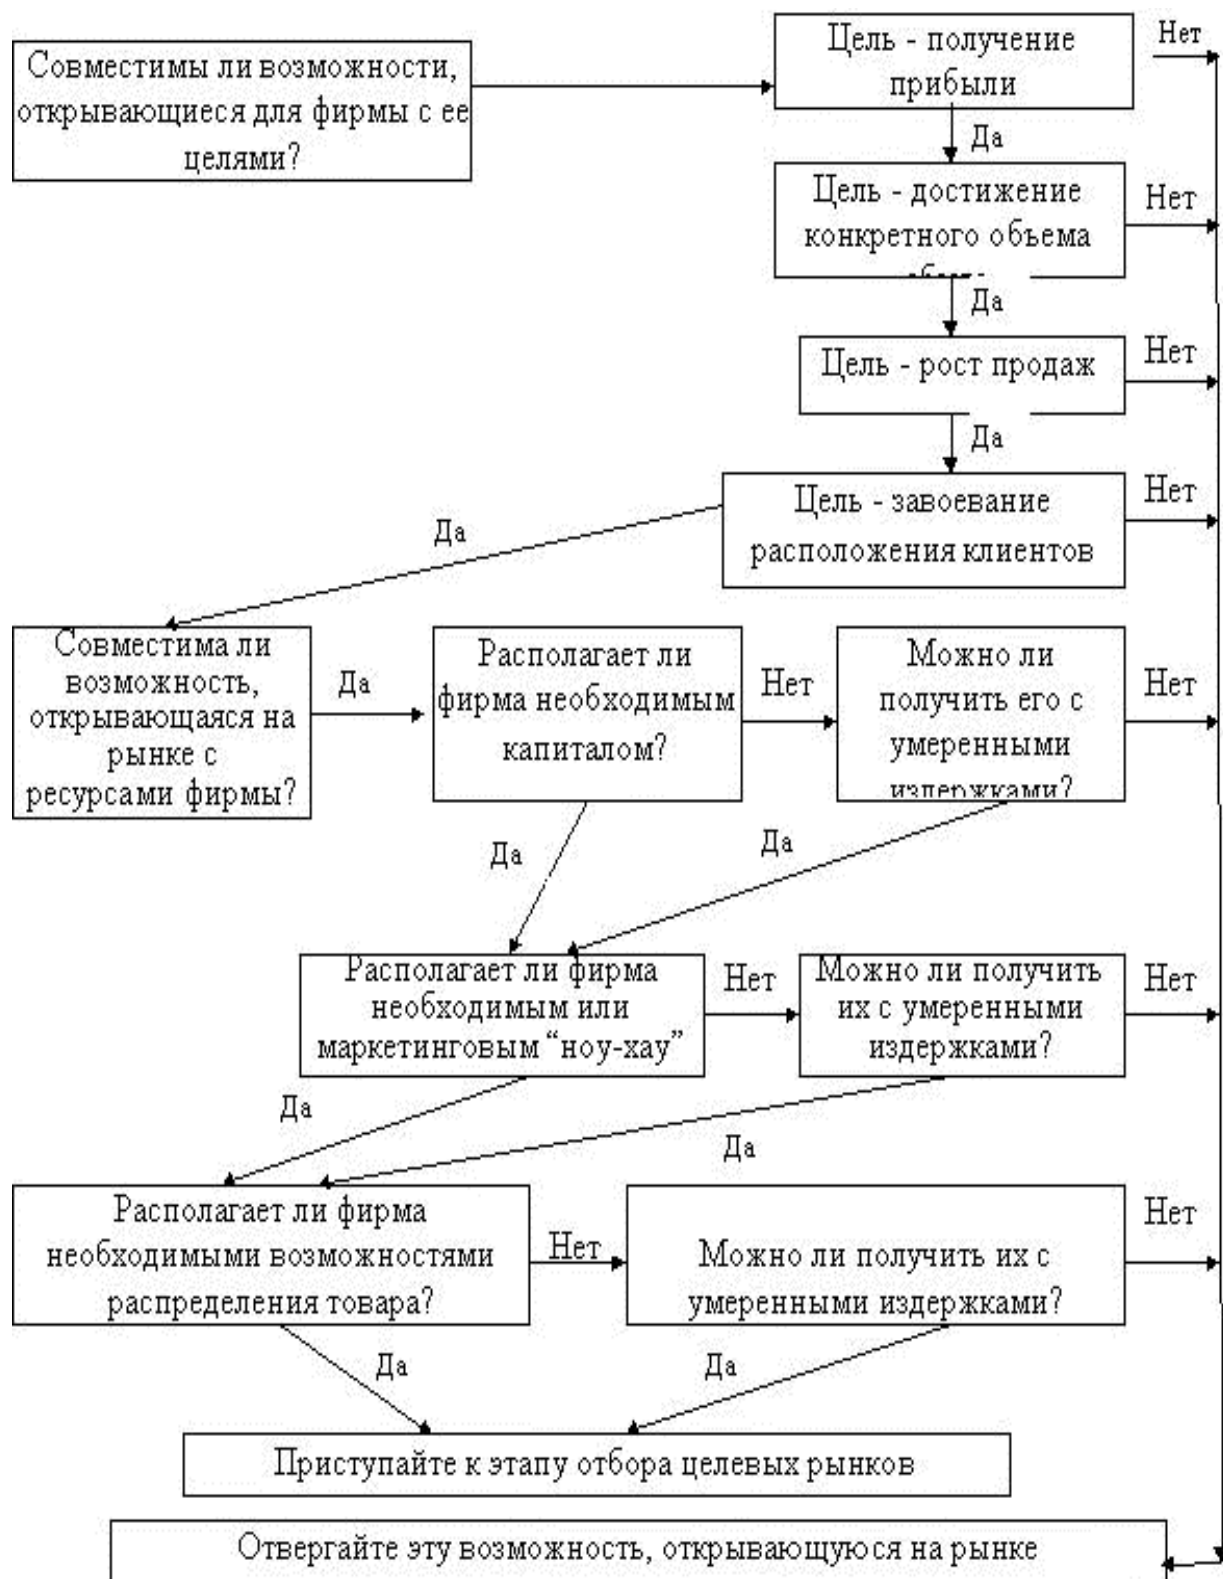 Совместимы ли возможности,
открывающиеся для фирмы с ее
целями?
Цель - получение
прибыли
Нет
Да
Цель - достижение
конкретного объема
Нет
Да
Цель - рост продаж
Нет
Да
Цель - завоевание
расположения клиентов
Нет
Да
Совместима ли
возможность,
открывающаяся на
рынке с
ресурсами фирмы?
Да
Располагает ли
фирма необходимым
капиталом?
Нет
Можно ли
получить его с
умеренными
издержками?
Нет
Да
Да
Располагает ли фирма
необходимым или
маркетинговым “ноу-хау”
Нет
Можно ли получить
их с умеренными
издержками?
Нет
Да
Да
Располагает ли фирма
необходимыми возможностями
распределения товара?
Нет
Можно ли получить их с
умеренными издержками?
Нет
Да
Да
Приступайте к этапу отбора целевых рынков
Отвергайте эту возможность, открывающуюся на рынке